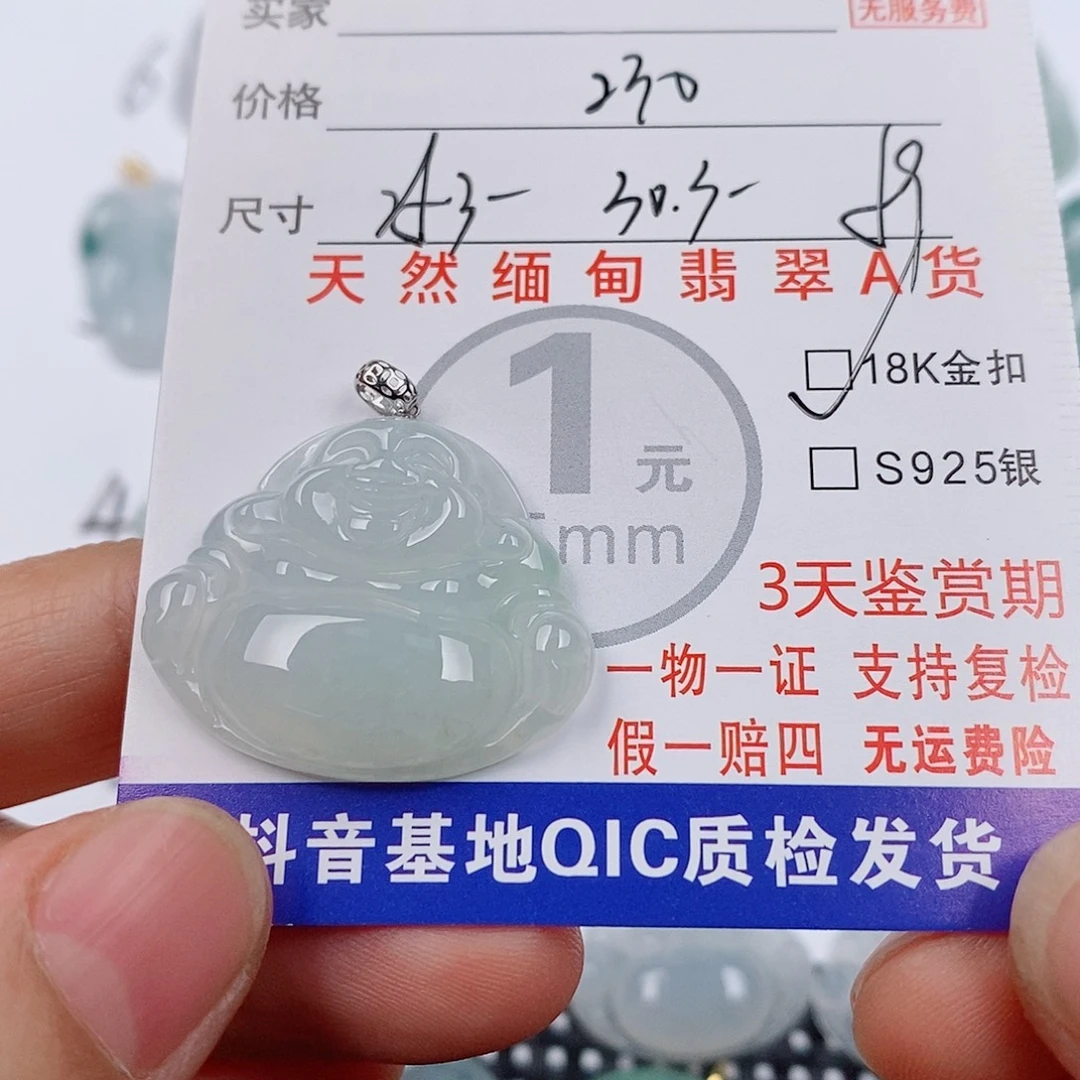 买家
无服务费
价格 230
尺寸 30.5-
天然缅甸翡翠A货
1元
mm
18K金扣
S925银
3天鉴赏期
一物一证 支持复检
假一赔四 无运费险
抖音基地QIC质检发货